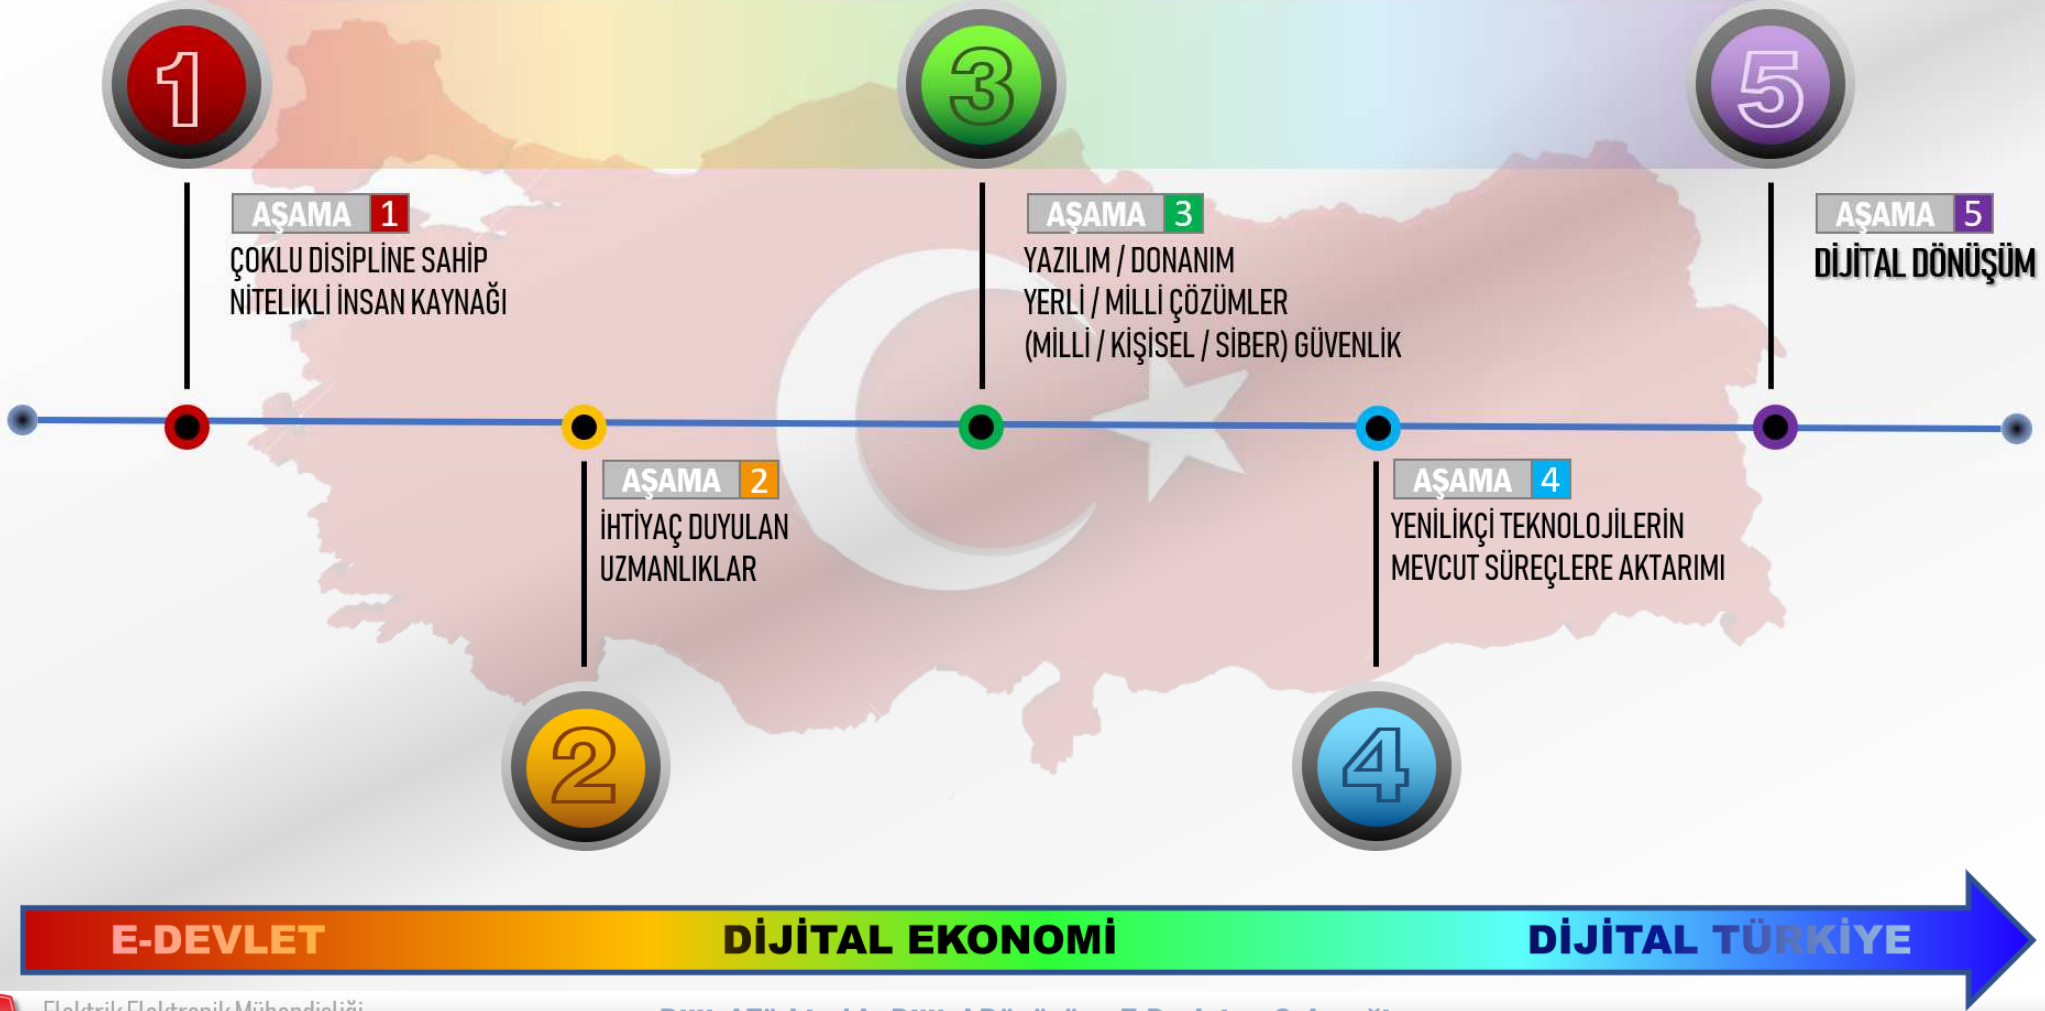 1
3
5
AŞAMA 1
ÇOKLU DİSİPLİNE SAHİP
NİTELİKLİ İNSAN KAYNAĞI
AŞAMA 3
YAZILIM / DONANIM
YERLİ / MİLLİ ÇÖZÜMLER
(MİLLİ / KİŞİSEL / SİBER) GÜVENLİK
AŞAMA 5
DİJİTAL DÖNÜŞÜM
AŞAMA 2
İHTİYAÇ DUYULAN
UZMANLIKLAR
AŞAMA 4
YENİLİKÇİ TEKNOLOJİLERİN
MEVCUT SÜREÇLERE AKTARIMI
2
4
E-DEVLET
DİJİTAL EKONOMİ
DİJİTAL TÜRKİYE
Elektrik Elektronik Mühendisliği